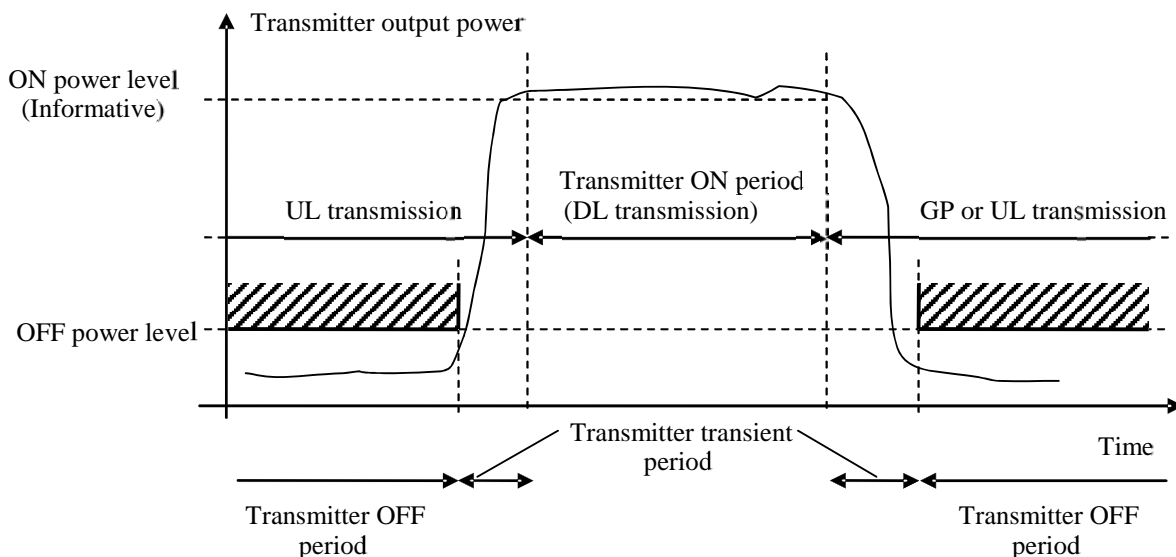 Transmitter output power
ON power level
(Informative)
Transmitter ON period
(DL transmission)
UL transmission
GP or UL transmission
OFF power level
Transmitter transient
period
Time
Transmitter OFF
period
Transmitter OFF
period